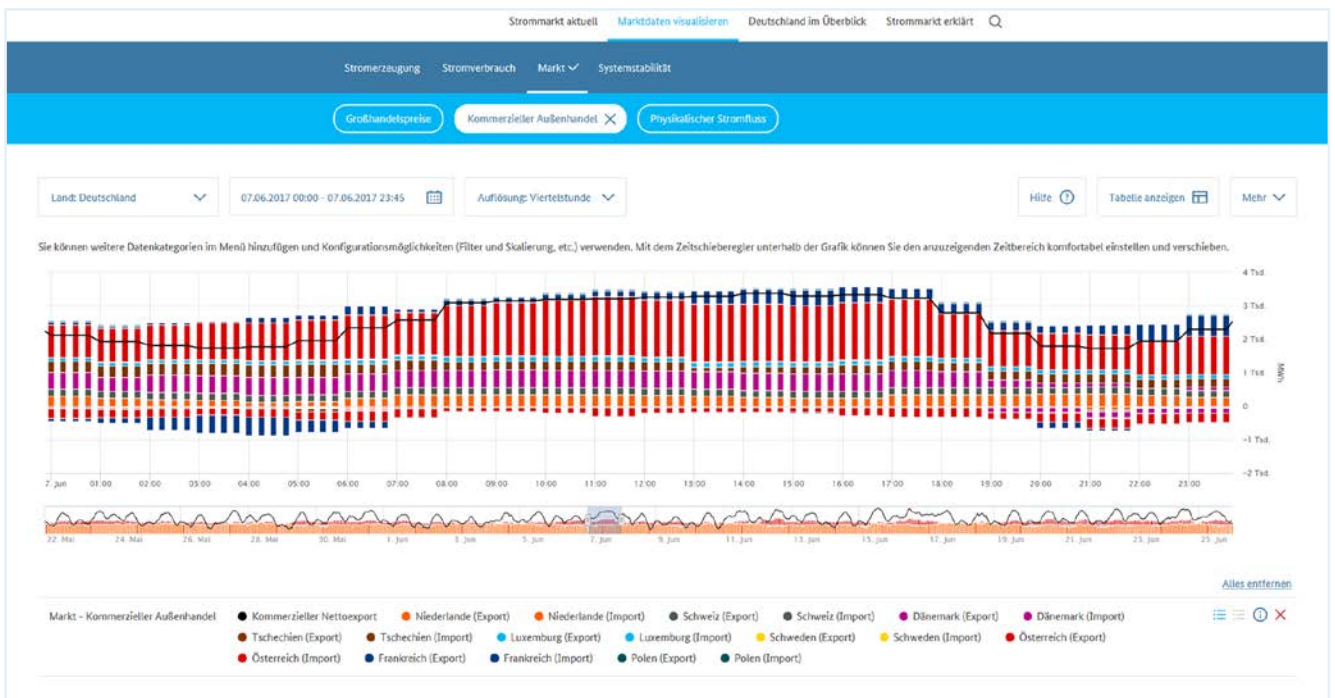 Strommarkt aktuell Marktdaten visualisieren Deutschland im Überblick Strommarkt erklärt
Stromerzeugung Stromverbrauch Markt Systemstabilität
Großhandelspreise Kommerzieller Außenhandel Physikalischer Stromfluss
Land: Deutschland 07.06.2017 00:00 - 07.06.2017 23:45 Auflösung: Viertelstunde Hilfe Tabelle anzeigen Mehr
Sie können weitere Datenkategorien im Menü hinzufügen und Konfigurationsmöglichkeiten (Filter und Skalierung, etc.) verwenden. Mit dem Zeitschieberegler unterhalb der Grafik können Sie den anzuzeigenden Zeitbereich komfortabel einstellen und verschieben.
4 Tsd.
3 Tsd.
2 Tsd.
1 Tsd.
MWh
0
-1 Tsd.
-2 Tsd.
7. Jun 01:00 02:00 03:00 04:00 05:00 06:00 07:00 08:00 09:00 10:00 11:00 12:00 13:00 14:00 15:00 16:00 17:00 18:00 19:00 20:00 21:00 22:00 23:00
22. Mai 24. Mai 26. Mai 28. Mai 30. Mai 1. Jun 3. Jun 5. Jun 7. Jun 9. Jun 11. Jun 13. Jun 15. Jun 17. Jun 19. Jun 21. Jun 23. Jun 25. Jun
Alles entfernen
Markt - Kommerzieller Außenhandel Kommerzieller Nettoexport Niederlande (Export) Niederlande (Import) Schweiz (Export) Schweiz (Import) Dänemark (Export) Dänemark (Import)
Tschechien (Export) Tschechien (Import) Luxemburg (Export) Luxemburg (Import) Schweden (Export) Schweden (Import) Österreich (Export)
Österreich (Import) Frankreich (Export) Frankreich (Import) Polen (Export) Polen (Import)